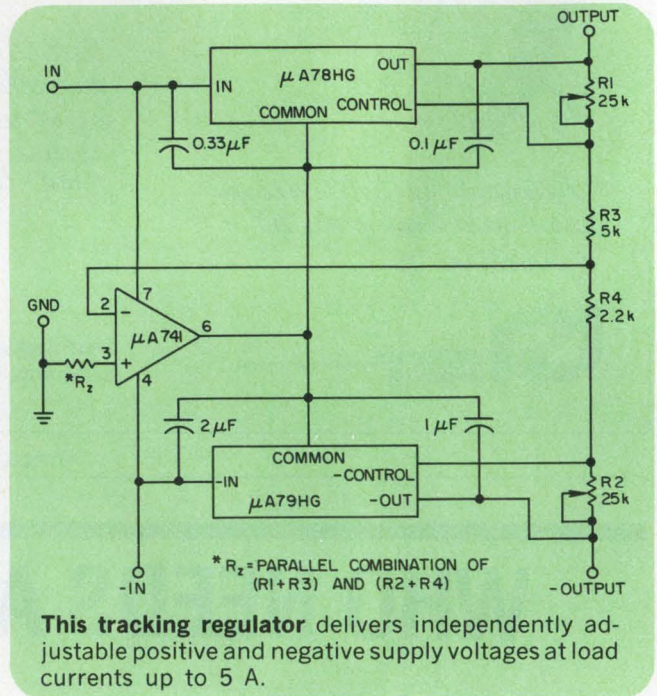 OUTPUT
IN
IN
μA78HG
OUT
CONTROL
COMMON
R1
25k
0.33μF
0.1μF
R3
5k
GND
2
−
7
μA741
6
3
+
4
*Rz
R4
2.2k
2μF
1μF
COMMON
-IN
-CONTROL
-OUT
μA79HG
R2
25k
-IN
-OUTPUT
*Rz=PARALLEL COMBINATION OF
(R1+R3) AND (R2+R4)
This tracking regulator delivers independently ad-
justable positive and negative supply voltages at load
currents up to 5 A.